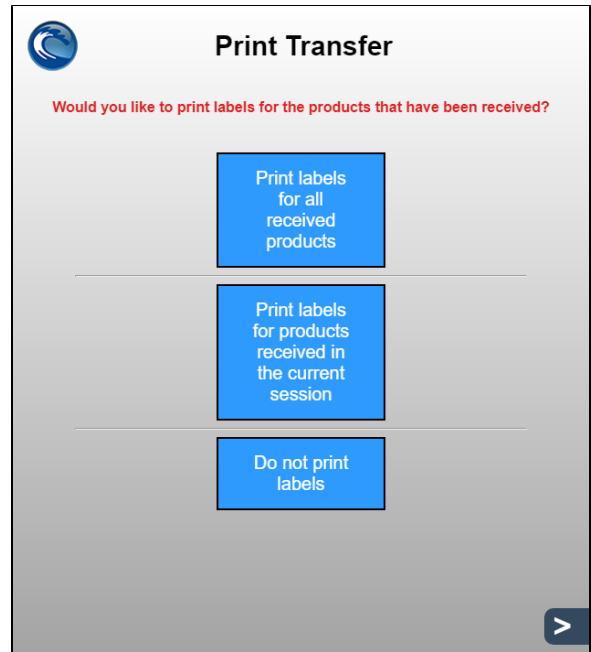 Print Transfer
Would you like to print labels for the products that have been received?
Print labels
for all
received
products
Print labels
for products
received in
the current
session
Do not print
labels
>